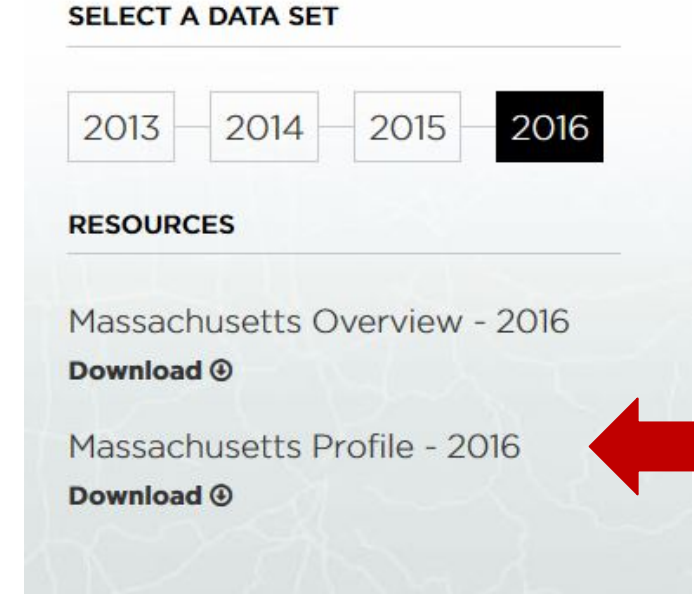 SELECT A DATA SET
2013 2014 2015 2016
RESOURCES
Massachusetts Overview - 2016
Download
Massachusetts Profile - 2016
Download